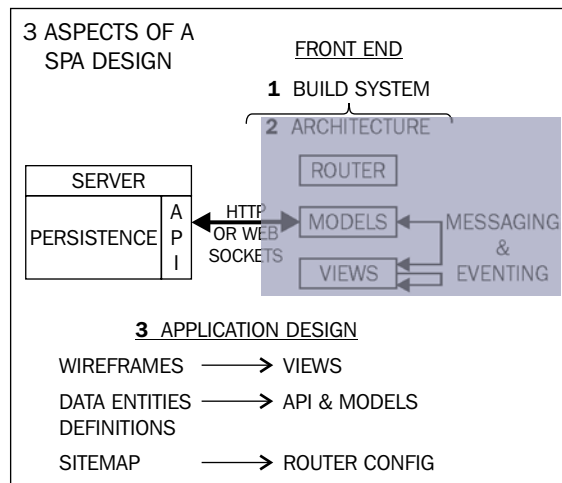 3 ASPECTS OF A
SPA DESIGN
FRONT END
1 BUILD SYSTEM
2 ARCHITECTURE
ROUTER
SERVER
PERSISTENCE
API
HTTP
OR WEB
SOCKETS
MODELS
VIEWS
MESSAGING
&
EVENTING
3 APPLICATION DESIGN
WIREFRAMES VIEWS
DATA ENTITIES API & MODELS
DEFINITIONS
SITEMAP ROUTER CONFIG